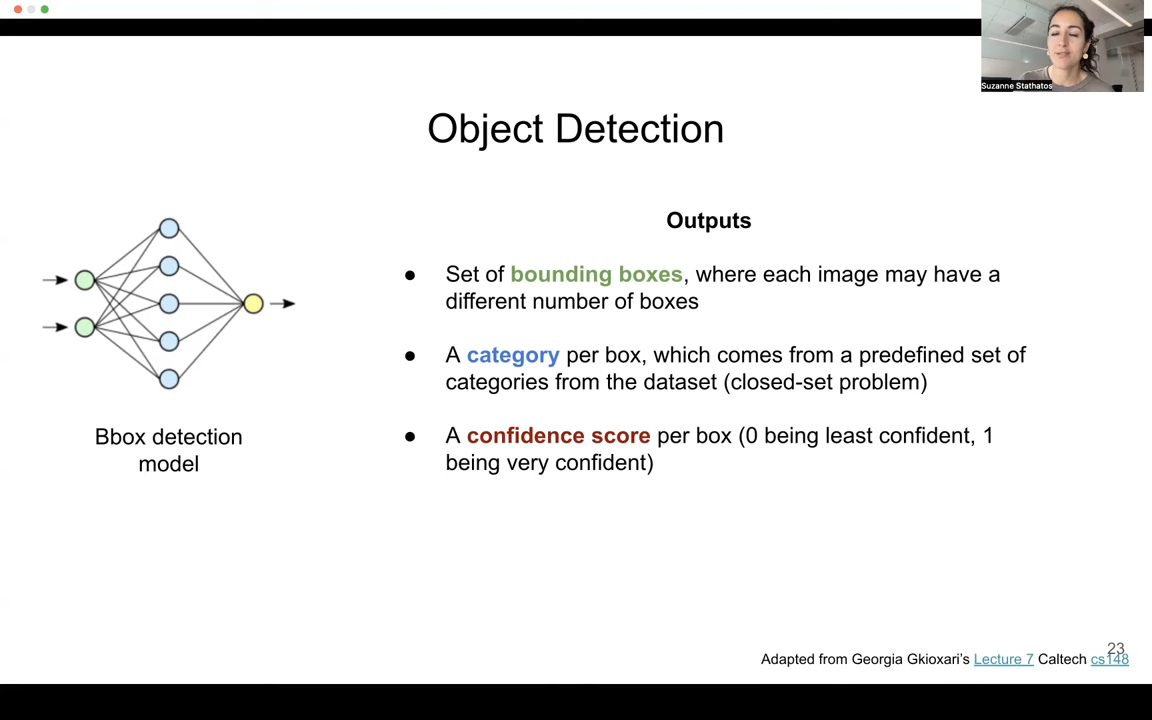 Suzanne Stathatos
Object Detection
Outputs
● Set of bounding boxes, where each image may have a
different number of boxes
● A category per box, which comes from a predefined set of
categories from the dataset (closed-set problem)
● A confidence score per box (0 being least confident, 1
being very confident)
Bbox detection
model
23
Adapted from Georgia Gkioxari's Lecture 7 Caltech cs148